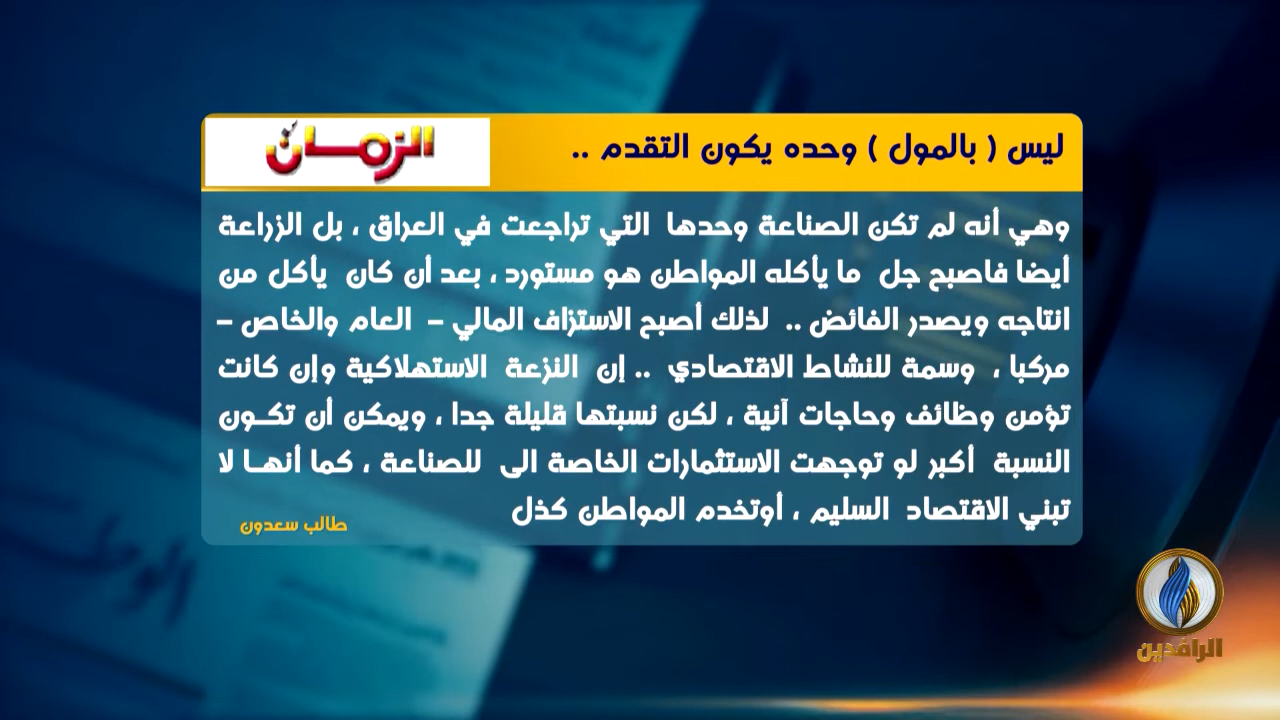 ليس ( بالمول ) وحده يكون التقدم ..
الزمان
وهي أنه لم تكن الصناعة وحدها التي تراجعت في العراق ، بل الزراعة
أيضا فاصبح جل ما يأكله المواطن هو مستورد ، بعد أن كان يأكل من
انتاجه ويصدر الفائض .. لذلك أصبح الاستزاف المالي – العام والخاص –
مركبا ، وسمة للنشاط الاقتصادي .. إن النزعة الاستهلاكية وإن كانت
تؤمن وظائف وحاجات آنية ، لكن نسبتها قليلة جدا ، ويمكن أن تكــون
النسبة أكبر لو توجهت الاستثمارات الخاصة الى للصناعة ، كما أنهــا لا
تبني الاقتصاد السليم ، أوتخدم المواطن كذل
طالب سعدون
الرافدين